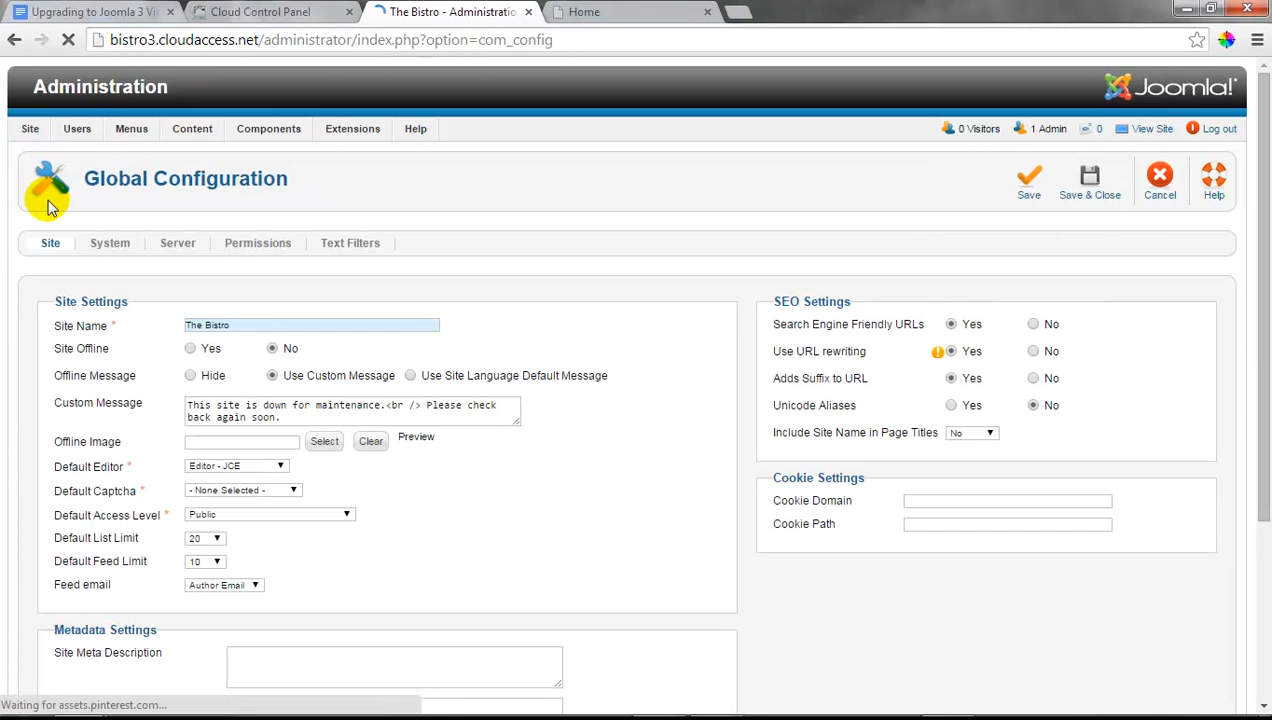 Upgrading to Joomla 3 Vi
Cloud Control Panel
The Bistro - Administratio
Home
bistro3.cloudaccess.net/administrator/index.php?option=com_config
Administration
Joomla!
Site Users Menus Content Components Extensions Help
0 Visitors 1 Admin 0 View Site Log out
Global Configuration
Save Save & Close Cancel Help
Site System Server Permissions Text Filters
Site Settings
Site Name * The Bistro
Site Offline Yes No
Offline Message Hide Use Custom Message Use Site Language Default Message
Custom Message This site is down for maintenance.<br /> Please check
back again soon.
Offline Image Select Clear Preview
Default Editor * Editor - JCE
Default Captcha * - None Selected -
Default Access Level * Public
Default List Limit 20
Default Feed Limit 10
Feed email Author Email
Metadata Settings
Site Meta Description
SEO Settings
Search Engine Friendly URLs Yes No
Use URL rewriting Yes No
Adds Suffix to URL Yes No
Unicode Aliases Yes No
Include Site Name in Page Titles No
Cookie Settings
Cookie Domain
Cookie Path
Waiting for assets.pinterest.com...